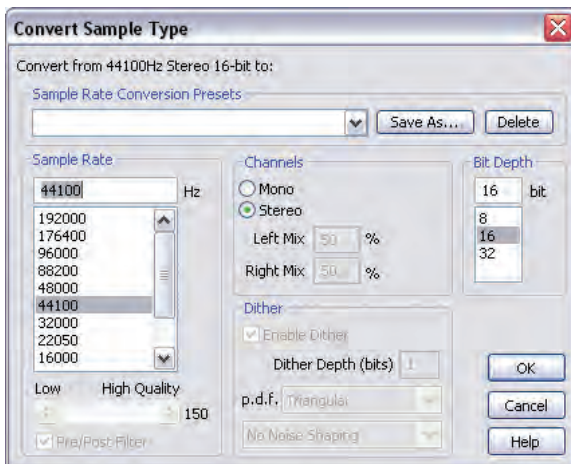 Convert Sample Type
Convert from 44100Hz Stereo 16-bit to:
Sample Rate Conversion Presets
Save As...
Delete
Sample Rate
44100 Hz
192000
176400
96000
88200
48000
44100
32000
22050
16000
Low High Quality
150
Pre/Post Filter
Channels
Mono
Stereo
Left Mix 50 %
Right Mix 50 %
Dither
Enable Dither
Dither Depth (bits) 1
p.d.f. Triangular
No Noise Shaping
Bit Depth
16 bit
8
16
32
OK
Cancel
Help